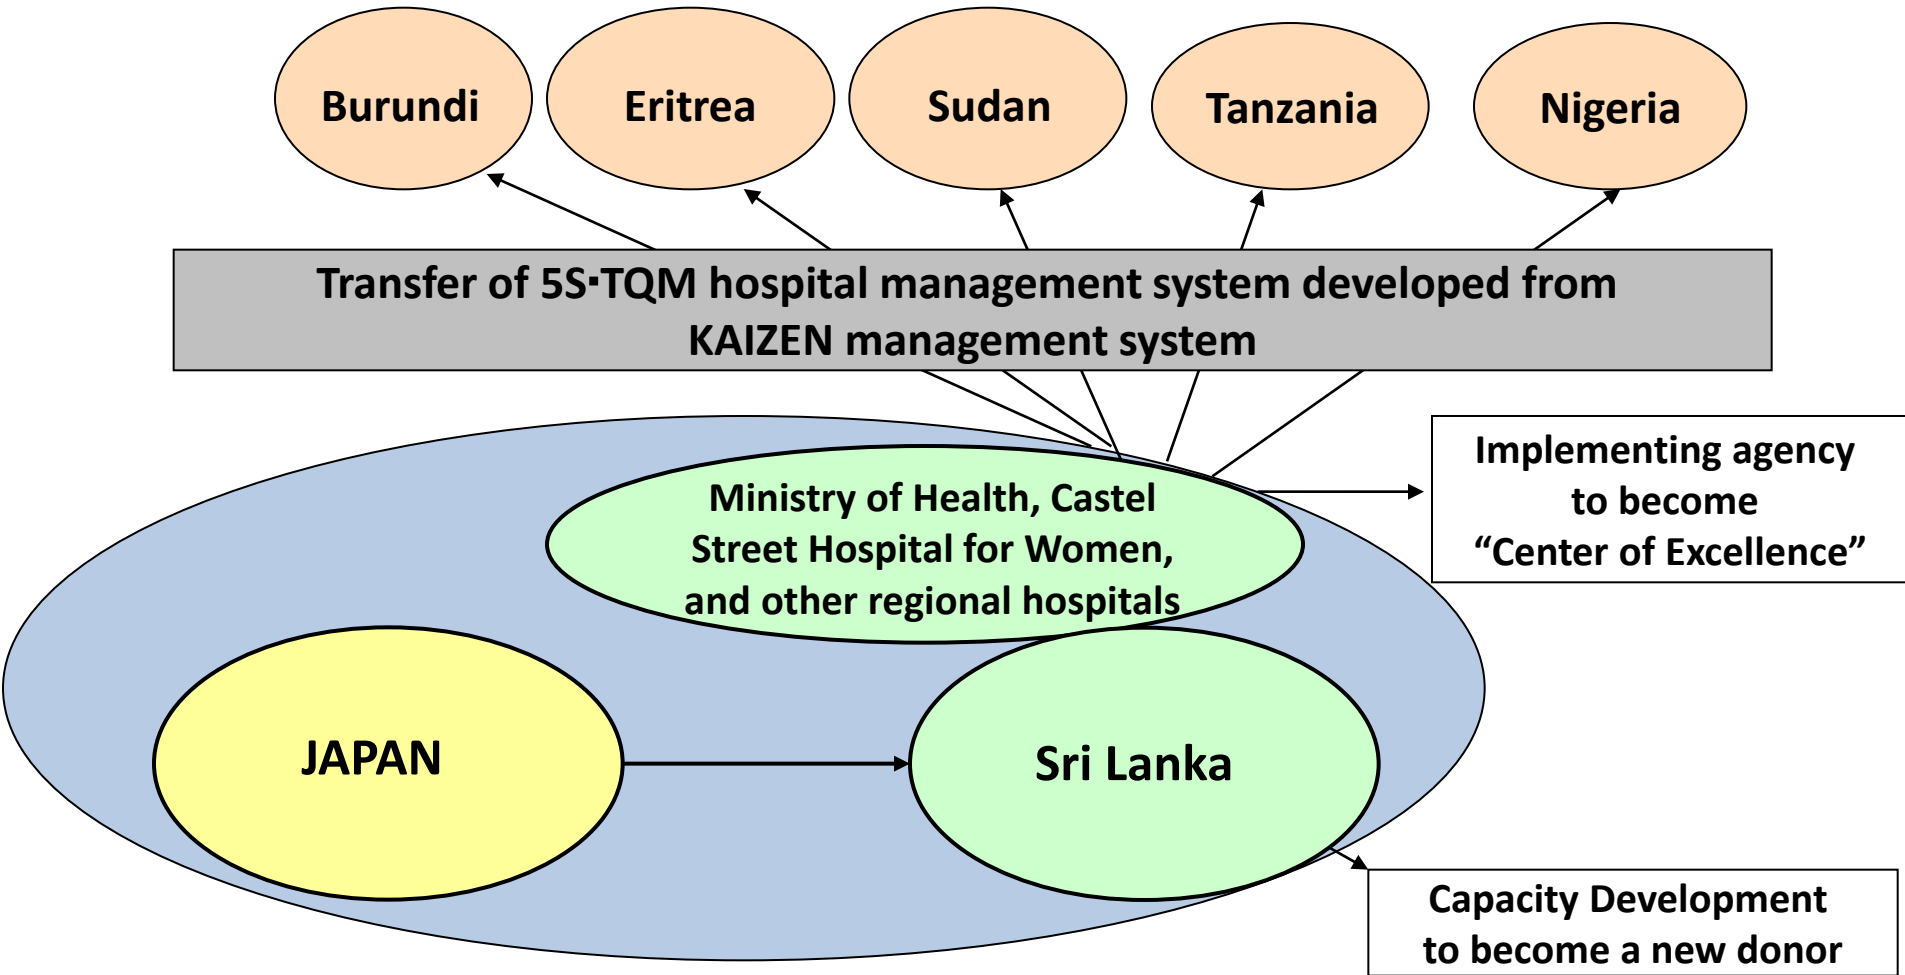 Burundi
Eritrea
Sudan
Tanzania
Nigeria
Transfer of 5S▪TQM hospital management system developed from
KAIZEN management system
Ministry of Health, Castel
Street Hospital for Women,
and other regional hospitals
Implementing agency
to become
“Center of Excellence”
JAPAN
Sri Lanka
Capacity Development
to become a new donor